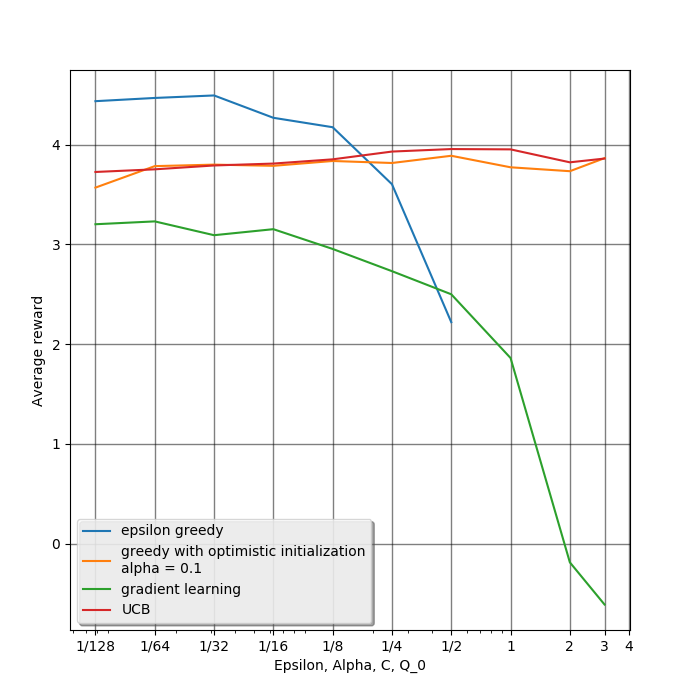 4
3
2
1
0
Average reward
epsilon greedy
greedy with optimistic initialization
alpha = 0.1
gradient learning
UCB
1/128 1/64 1/32 1/16 1/8 1/4 1/2 1 2 3 4
Epsilon, Alpha, C, Q_0